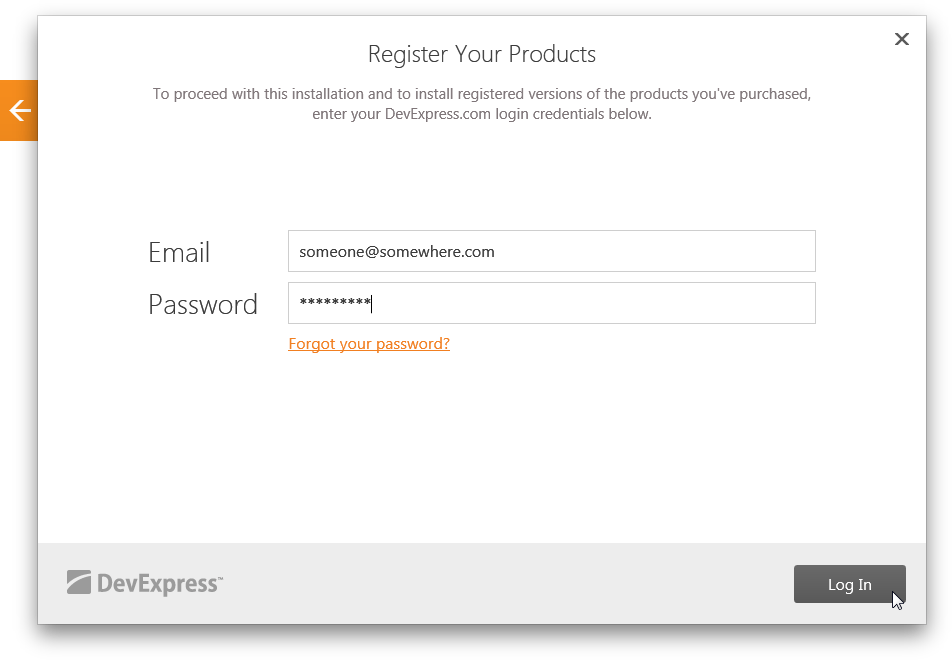 Register Your Products
To proceed with this installation and to install registered versions of the products you've purchased,
enter your DevExpress.com login credentials below.
Email
someone@somewhere.com
Password
*********
Forgot your password?
DevExpress™
Log In